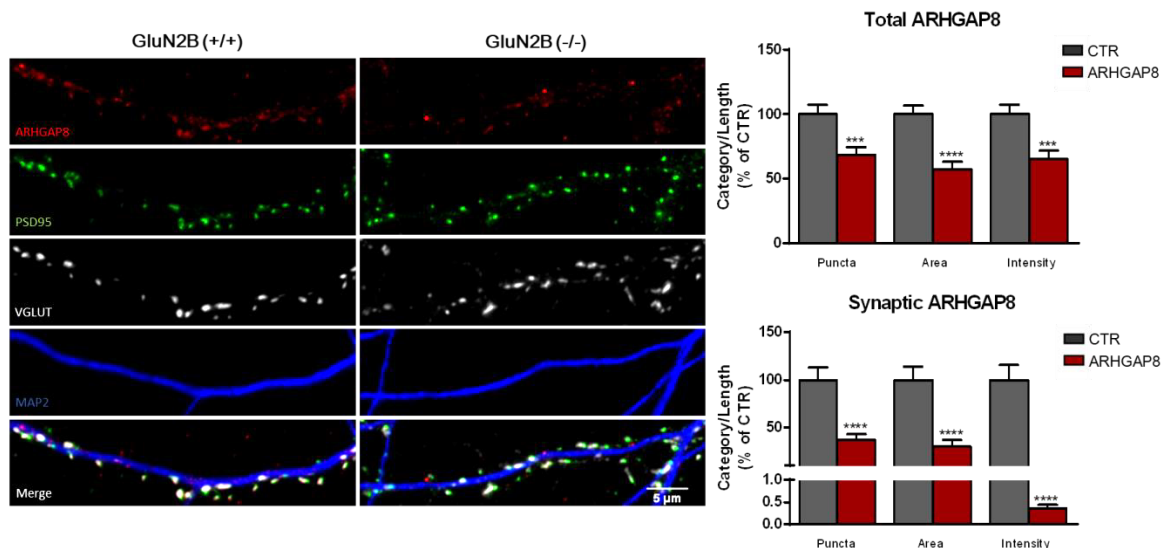 GluN2B (+/+)
GluN2B (-/-)
ARHGAP8
PSD95
VGLUT
MAP2
Merge
5 µm
Total ARHGAP8
CTR
ARHGAP8
Category/Length
(% of CTR)
150
100
50
0
***
****
***
Puncta
Area
Intensity
Synaptic ARHGAP8
CTR
ARHGAP8
Category/Length
(% of CTR)
150
100
50
1.0
0.5
0.0
****
****
****
Puncta
Area
Intensity